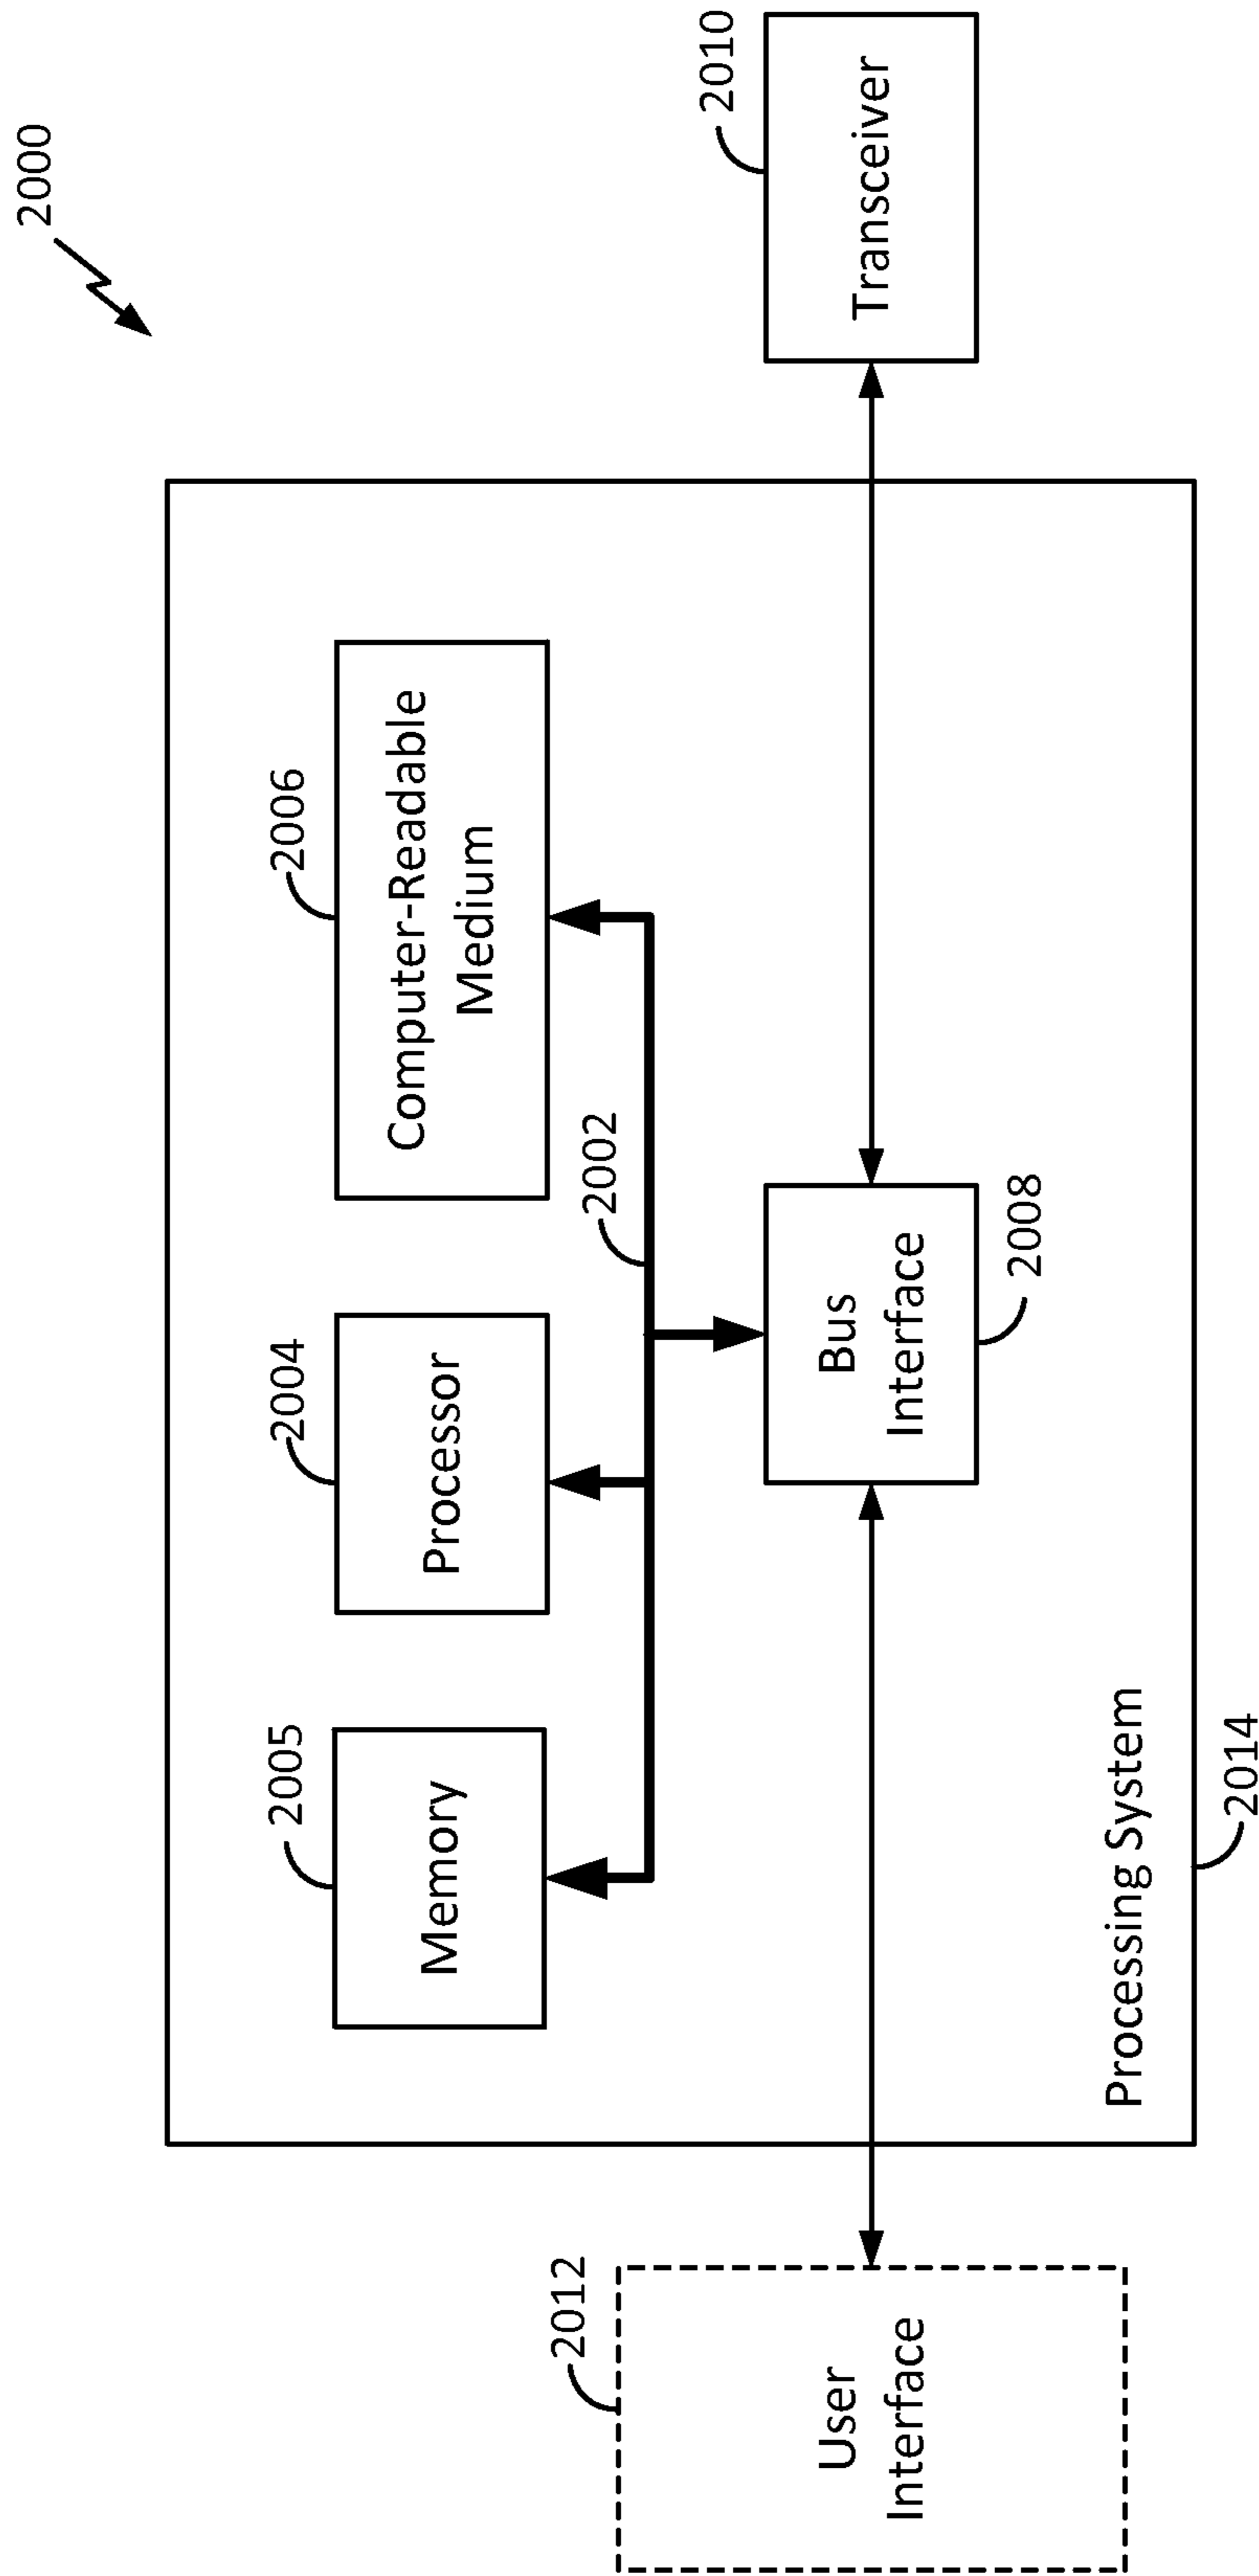 2000
2005
Memory
2004
Processor
2006
Computer-Readable
Medium
2002
2012
User
Interface
Bus
Interface
2008
2010
Transceiver
Processing System
2014